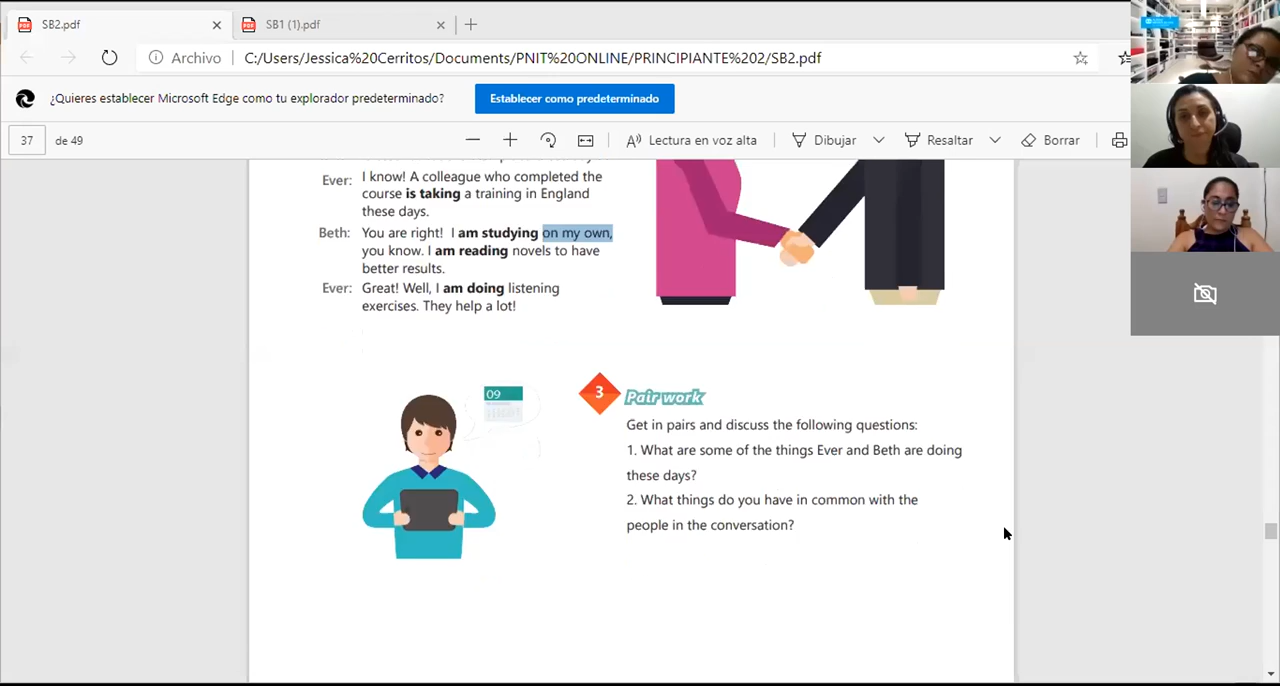 SB2.pdf
SB1 (1).pdf
Archivo
C:/Users/Jessica%20Cerritos/Documents/PNIT%20ONLINE/PRINCIPIANTE%202/SB2.pdf
¿Quieres establecer Microsoft Edge como tu explorador predeterminado?
Establecer como predeterminado
37 de 49
Lectura en voz alta
Dibujar
Resaltar
Borrar
Ever: I know! A colleague who completed the
course is taking a training in England
these days.
Beth: You are right! I am studying on my own,
you know. I am reading novels to have
better results.
Ever: Great! Well, I am doing listening
exercises. They help a lot!
09
3
Pair work
Get in pairs and discuss the following questions:
1. What are some of the things Ever and Beth are doing
these days?
2. What things do you have in common with the
people in the conversation?